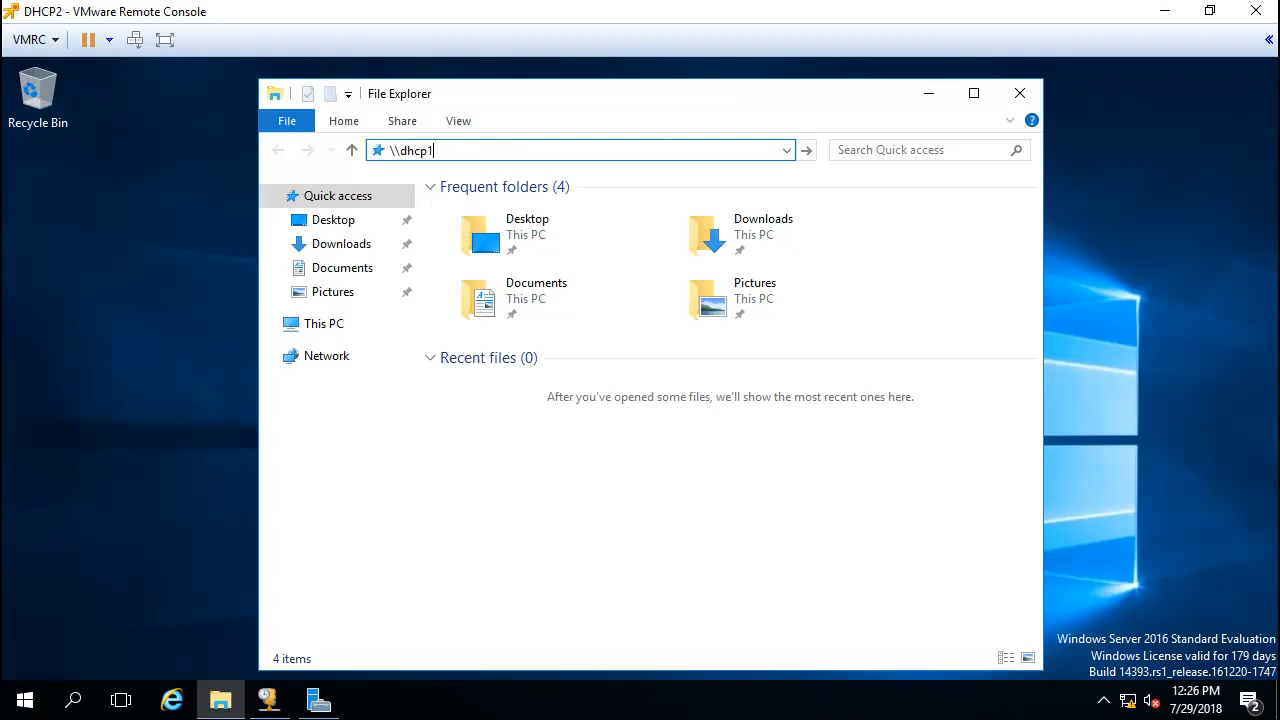 DHCP2 - VMware Remote Console
VMRC
Recycle Bin
File Explorer
File
Home
Share
View
\\dhcp1
Search Quick access
Quick access
Desktop
Downloads
Documents
Pictures
This PC
Network
Frequent folders (4)
Desktop
This PC
Downloads
This PC
Documents
This PC
Pictures
This PC
Recent files (0)
After you've opened some files, we'll show the most recent ones here.
4 items
Windows Server 2016 Standard Evaluation
Windows License valid for 179 days
Build 14393.rs1_release.161220-1747
12:26 PM
7/29/2018
2